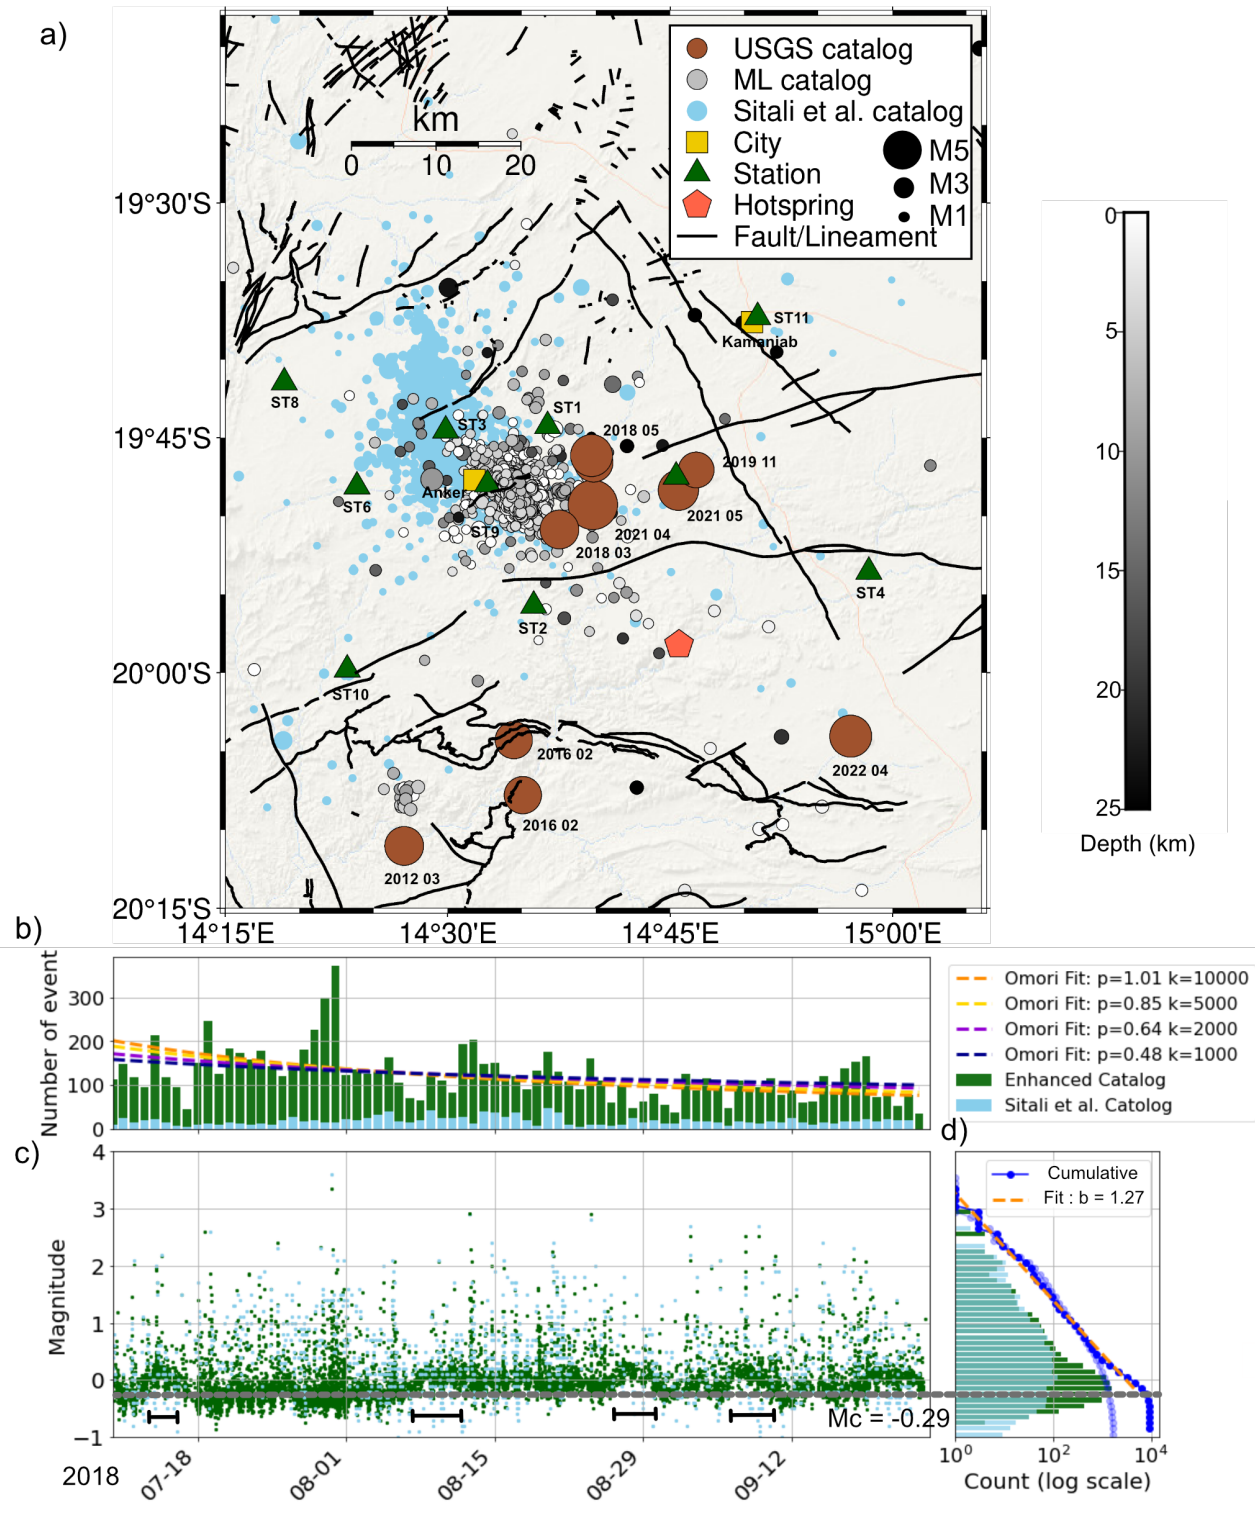 a)
USGS catalog
ML catalog
Sitali et al. catalog
City
Station
Hotspring
Fault/Lineament
M5
M3
M1
km
0 10 20
19°30'S
19°45'S
20°00'S
20°15'S
14°15'E 14°30'E 14°45'E 15°00'E
ST11
Kamanjab
ST8
ST1
ST3
2018 05
2019 11
Anker
ST6
2021 05
ST9
2021 04
2018 03
ST4
ST2
ST10
2016 02
2022 04
2016 02
2012 03
0
5
10
15
20
25
Depth (km)
b)
Number of event
300
200
100
0
Omori Fit: p=1.01 k=10000
Omori Fit: p=0.85 k=5000
Omori Fit: p=0.64 k=2000
Omori Fit: p=0.48 k=1000
Enhanced Catalog
Sitali et al. Catolog
c)
Magnitude
4
3
2
1
0
−1
Mc = -0.29
2018
07-18
08-01
08-15
08-29
09-12
d)
Cumulative
Fit : b = 1.27
10⁰ 10² 10⁴
Count (log scale)